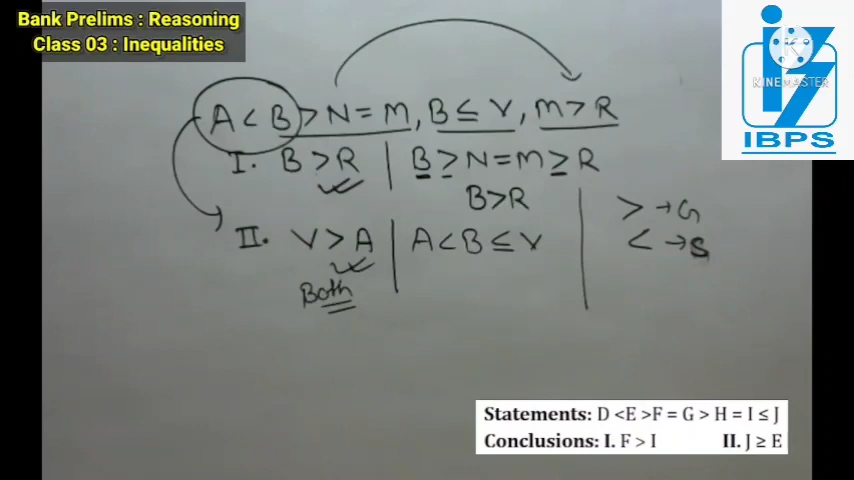 Bank Prelims : Reasoning
Class 03 : Inequalities
KINEMASTER
IBPS
A < B > N = M, B ≤ V, M > R
I. B > R | B > N = M ≥ R
B > R
> → G
< → S
II. V > A | A < B ≤ V
Both
Statements: D <E >F = G > H = I ≤ J
Conclusions: I. F > I II. J ≥ E